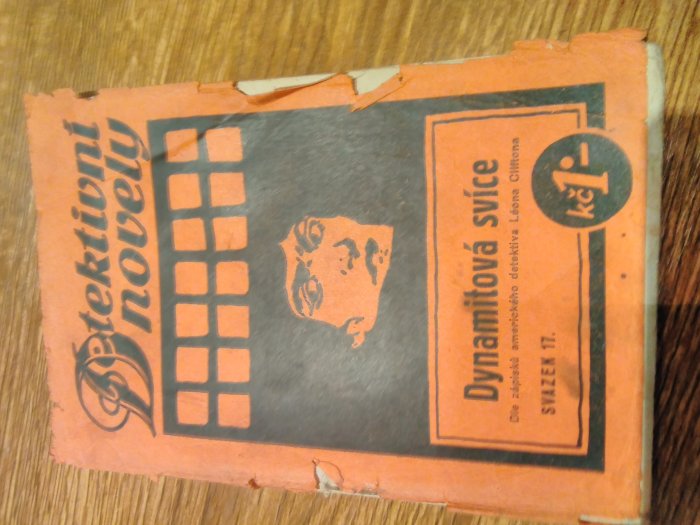 Detektivní
novely
Dynamitová svíce
Dle zápisků amerického detektiva Léona Cliftona
SVAZEK 17.
kč 1·–